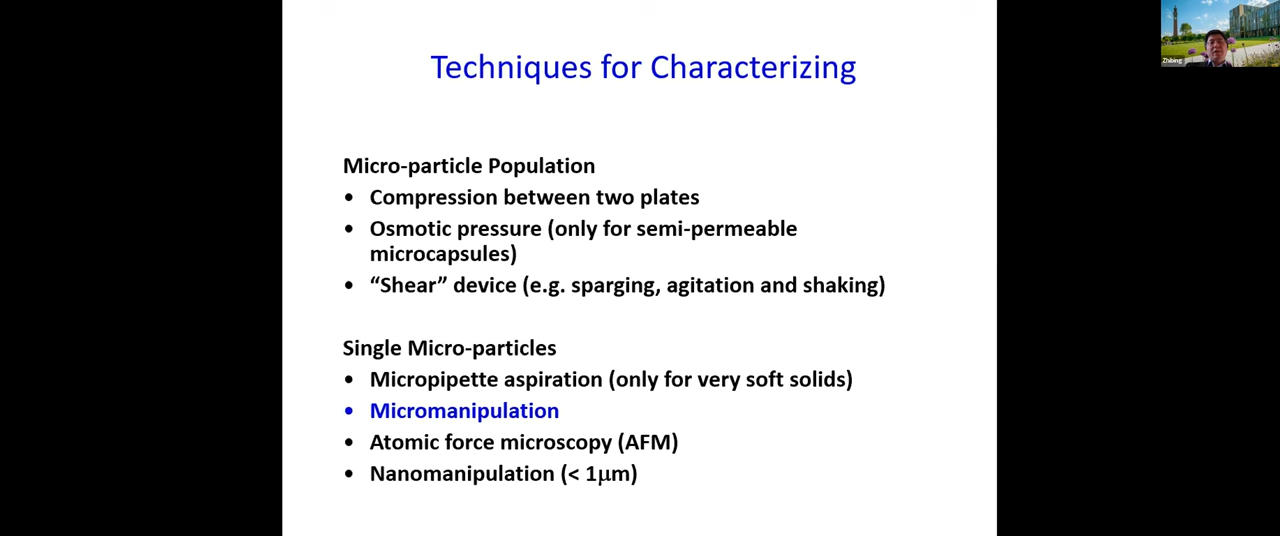 Techniques for Characterizing
Zhibing
Micro-particle Population
• Compression between two plates
• Osmotic pressure (only for semi-permeable
microcapsules)
• “Shear” device (e.g. sparging, agitation and shaking)
Single Micro-particles
• Micropipette aspiration (only for very soft solids)
• Micromanipulation
• Atomic force microscopy (AFM)
• Nanomanipulation (< 1μm)